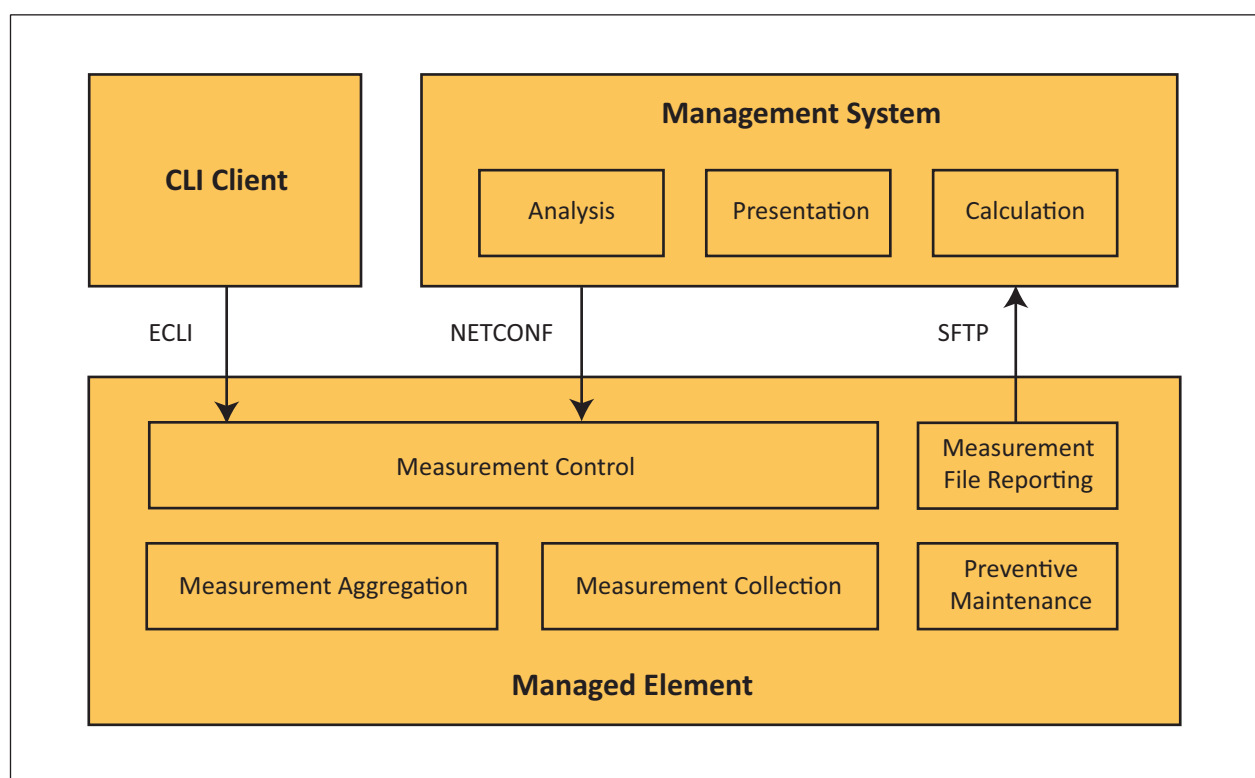 CLI Client
Management System
Analysis
Presentation
Calculation
ECLI
NETCONF
SFTP
Measurement Control
Measurement
File Reporting
Measurement Aggregation
Measurement Collection
Preventive
Maintenance
Managed Element